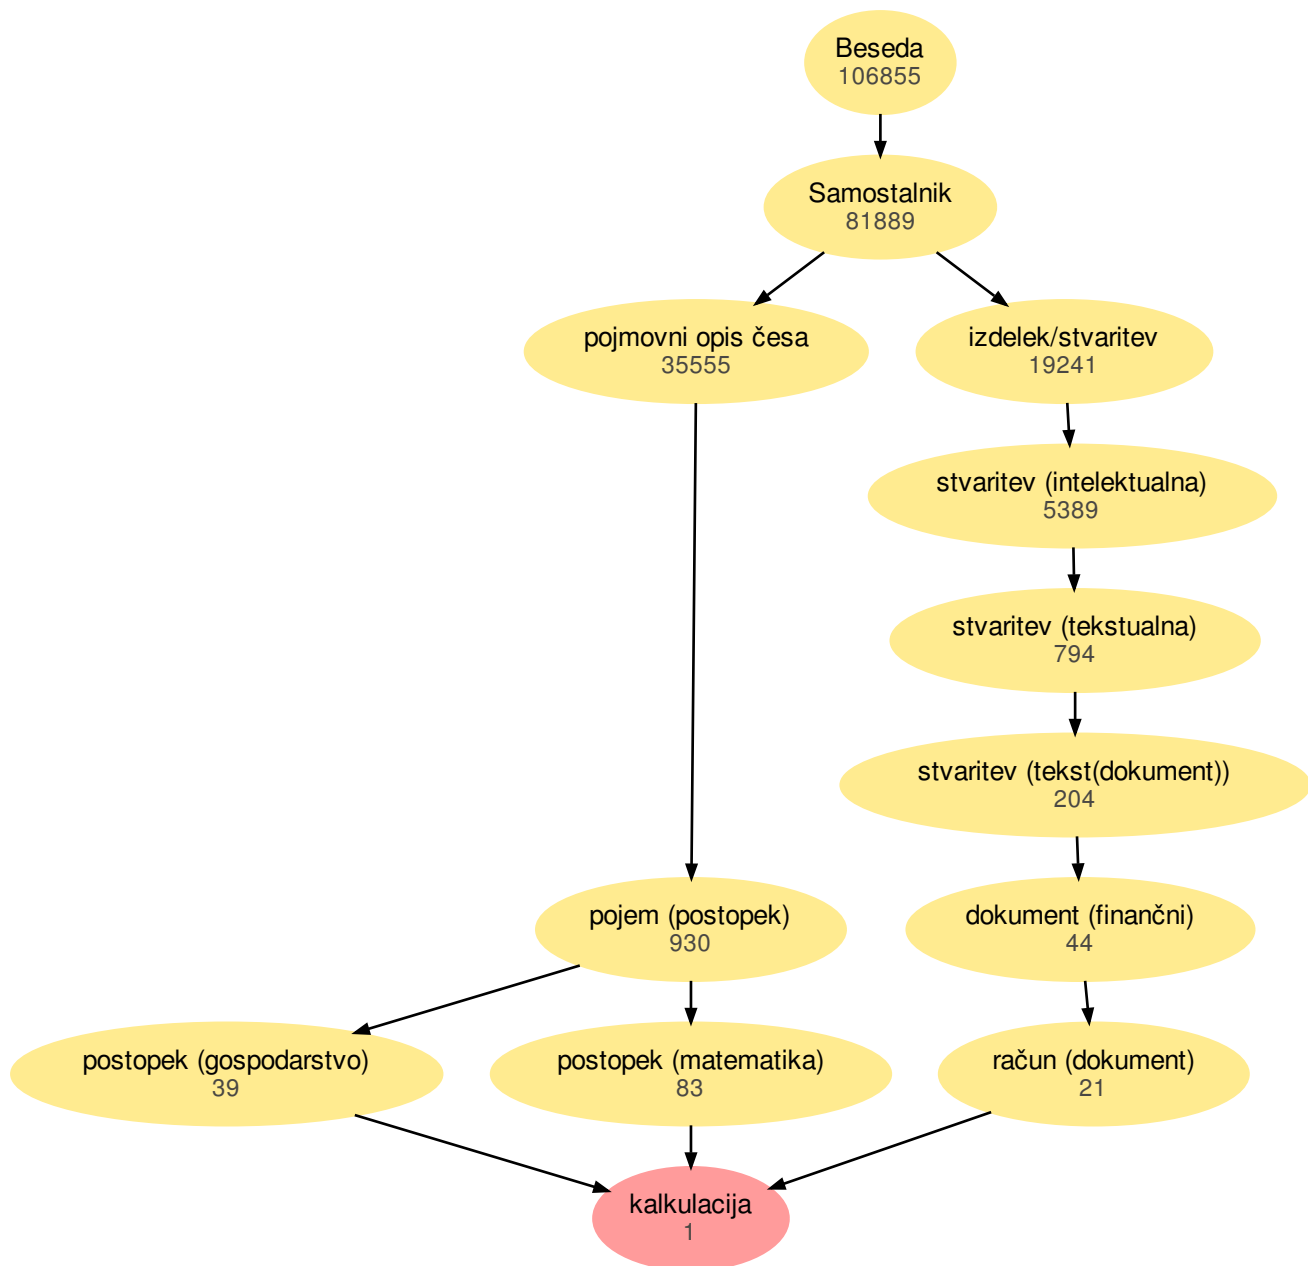 Beseda
106855
Samostalnik
81889
pojmovni opis česa
35555
izdelek/stvaritev
19241
stvaritev (intelektualna)
5389
stvaritev (tekstualna)
794
stvaritev (tekst(dokument))
204
pojem (postopek)
930
dokument (finančni)
44
postopek (gospodarstvo)
39
postopek (matematika)
83
račun (dokument)
21
kalkulacija
1